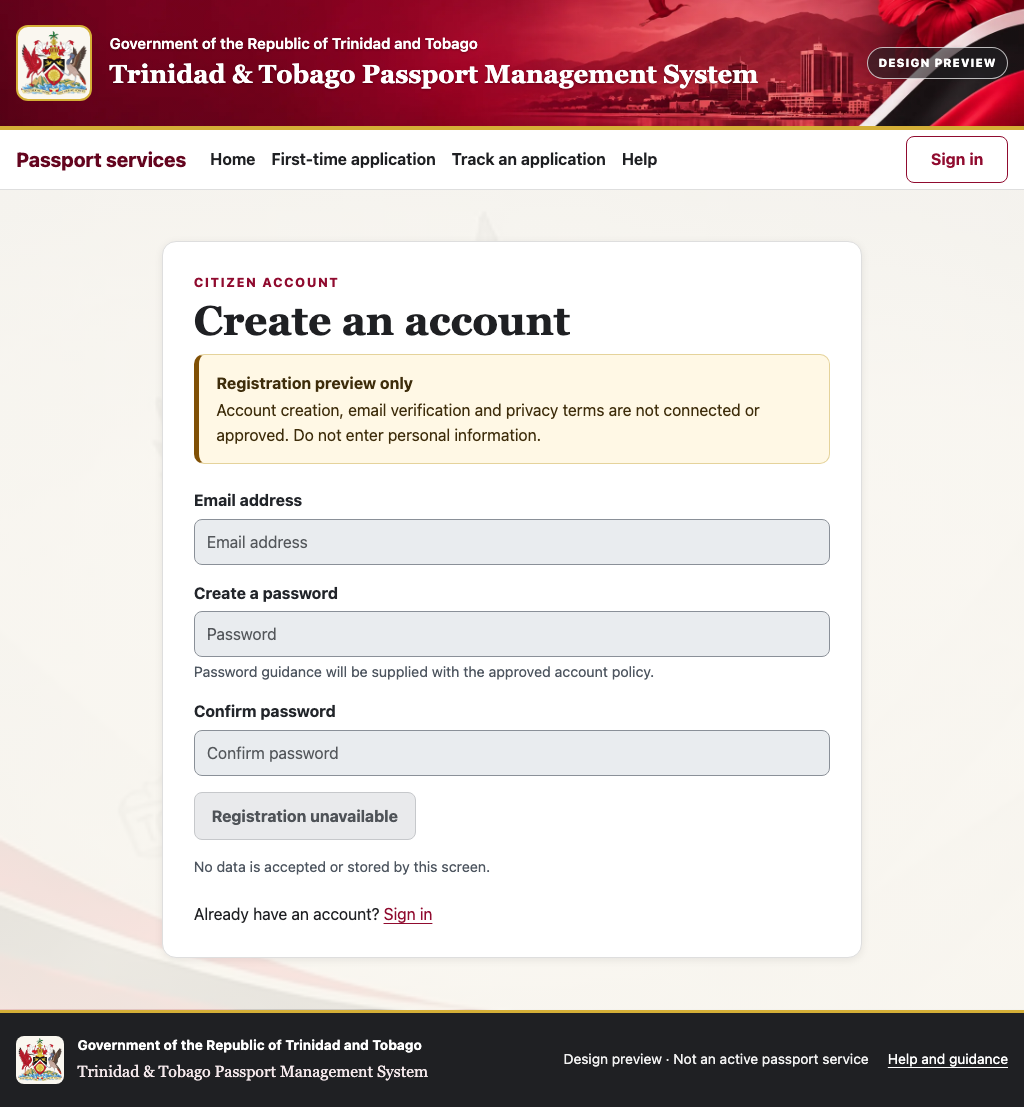 Government of the Republic of Trinidad and Tobago
Trinidad & Tobago Passport Management System
DESIGN PREVIEW
Passport services
Home
First-time application
Track an application
Help
Sign in
CITIZEN ACCOUNT
Create an account
Registration preview only
Account creation, email verification and privacy terms are not connected or
approved. Do not enter personal information.
Email address
Email address
Create a password
Password
Password guidance will be supplied with the approved account policy.
Confirm password
Confirm password
Registration unavailable
No data is accepted or stored by this screen.
Already have an account? Sign in
Government of the Republic of Trinidad and Tobago
Trinidad & Tobago Passport Management System
Design preview · Not an active passport service
Help and guidance